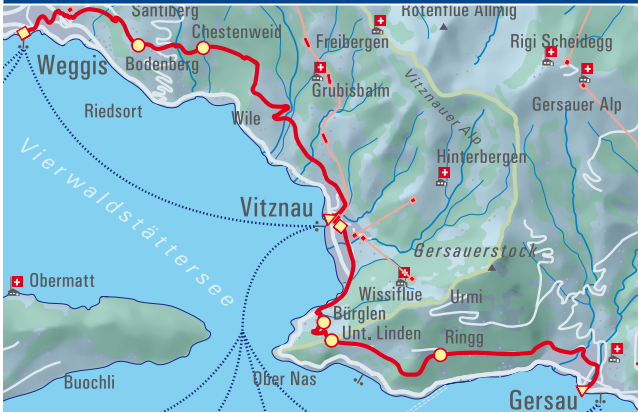 Santiberg
Rotenflue Allmig
Chestenweid
Freibergen
Rigi Scheidegg
Bodenberg
Weggis
Grubisbalm
Vitznauer Alp
Gersauer Alp
Riedsort
Wile
Hinterbergen
Vierwaldstättersee
Vitznau
Gersauerstock
Obermatt
Wissiflue
Urmi
Bürglen
Unt. Linden
Ringg
Buochli
Ober Nas
Gersau